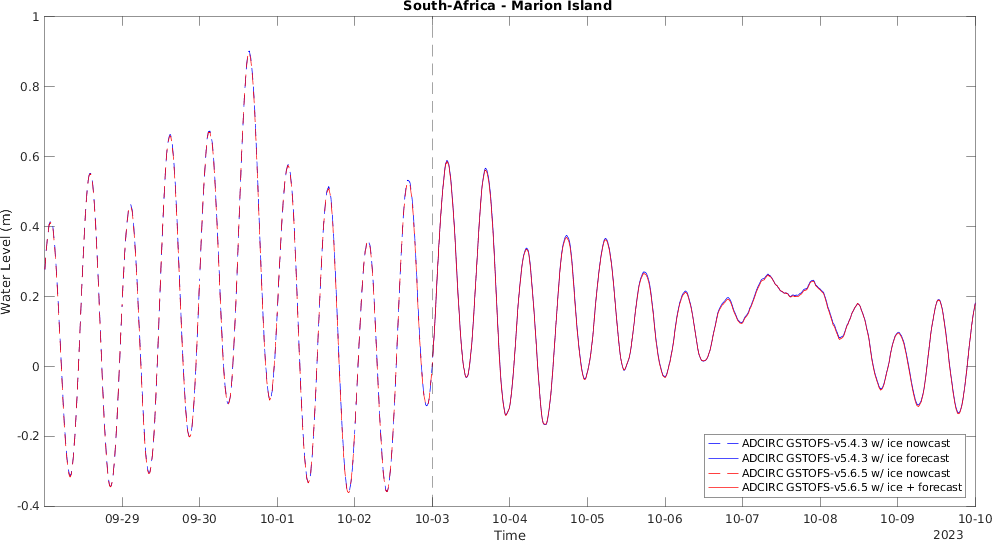 South-Africa - Marion Island
1
0.8
0.6
0.4
0.2
0
-0.2
-0.4
Water Level (m)
ADCIRC GSTOFS-v5.4.3 w/ ice nowcast
ADCIRC GSTOFS-v5.4.3 w/ ice forecast
ADCIRC GSTOFS-v5.6.5 w/ ice nowcast
ADCIRC GSTOFS-v5.6.5 w/ ice + forecast
09-29 09-30 10-01 10-02 10-03 10-04 10-05 10-06 10-07 10-08 10-09 10-10
Time
2023